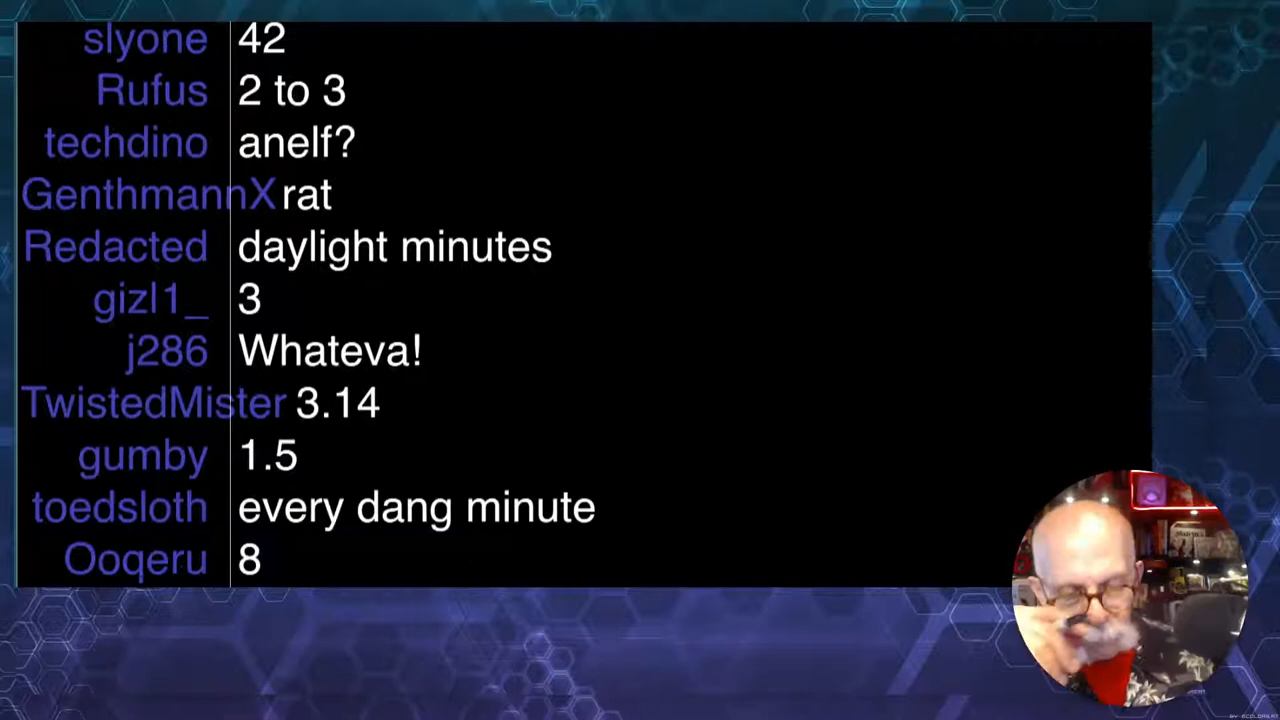 slyone 42
Rufus 2 to 3
techdino anelf?
GenthmannX rat
Redacted daylight minutes
gizl1_ 3
j286 Whateva!
TwistedMister 3.14
gumby 1.5
toedsloth every dang minute
Ooqeru 8